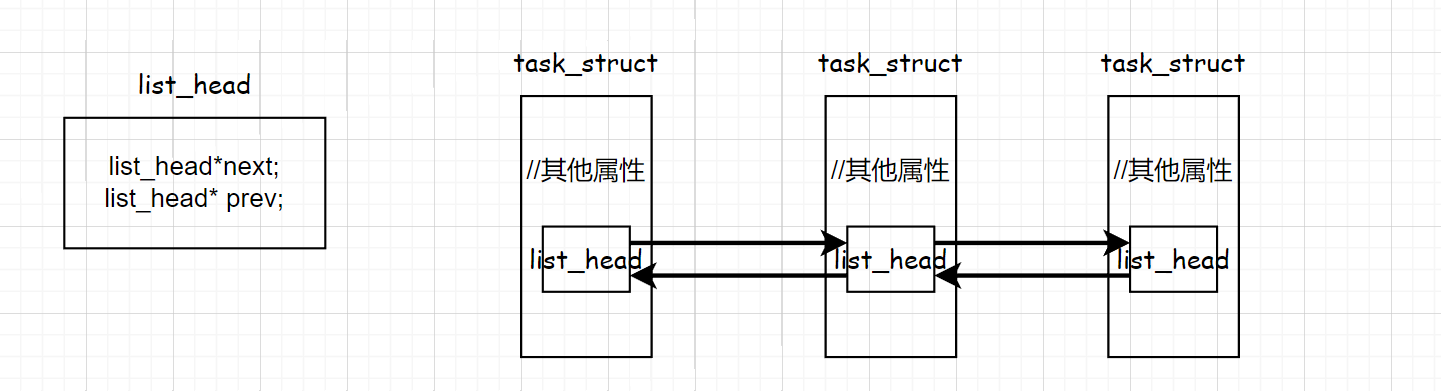 list_head
list_head*next;
list_head* prev;
task_struct
//其他属性
list_head
task_struct
//其他属性
list_head
task_struct
//其他属性
list_head